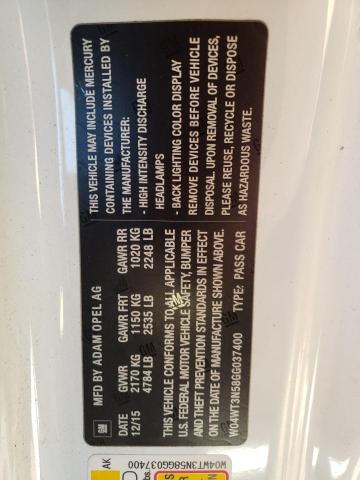 MFD BY ADAM OPEL AG
DATE GVWR GAWR FRT GAWR RR
12/15 2170 KG 1150 KG 1020 KG
4784 LB 2535 LB 2248 LB
THIS VEHICLE CONFORMS TO ALL APPLICABLE
U.S. FEDERAL MOTOR VEHICLE SAFETY, BUMPER
AND THEFT PREVENTION STANDARDS IN EFFECT
ON THE DATE OF MANUFACTURE SHOWN ABOVE.
W04WT3N58GG037400 TYPE: PASS CAR
THIS VEHICLE MAY INCLUDE MERCURY
CONTAINING DEVICES INSTALLED BY
THE MANUFACTURER:
- HIGH INTENSITY DISCHARGE
HEADLAMPS
- BACK LIGHTING COLOR DISPLAY
REMOVE DEVICES BEFORE VEHICLE
DISPOSAL. UPON REMOVAL OF DEVICES,
PLEASE REUSE, RECYCLE OR DISPOSE
AS HAZARDOUS WASTE.
GM
AK
W04WT3N58GG037400